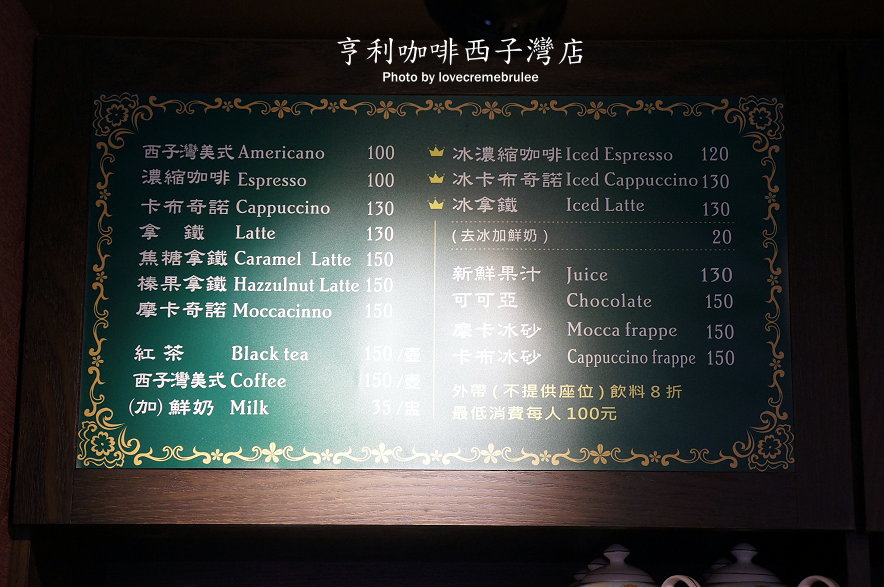 亨利咖啡西子灣店
Photo by lovecremebrulee
西子灣美式 Americano 100
濃縮咖啡 Espresso 100
卡布奇諾 Cappuccino 130
拿鐵 Latte 130
焦糖拿鐵 Caramel Latte 150
榛果拿鐵 Hazzulnut Latte 150
摩卡奇諾 Moccacinno 150
紅茶 Black tea 150/壺
西子灣美式 Coffee 150/壺
(加)鮮奶 Milk 35/盅
冰濃縮咖啡 Iced Espresso 120
冰卡布奇諾 Iced Cappuccino 130
冰拿鐵 Iced Latte 130
(去冰加鮮奶) 20
新鮮果汁 Juice 130
可可亞 Chocolate 150
摩卡冰砂 Mocca frappe 150
卡布冰砂 Cappuccino frappe 150
外帶(不提供座位)飲料8折
最低消費每人100元